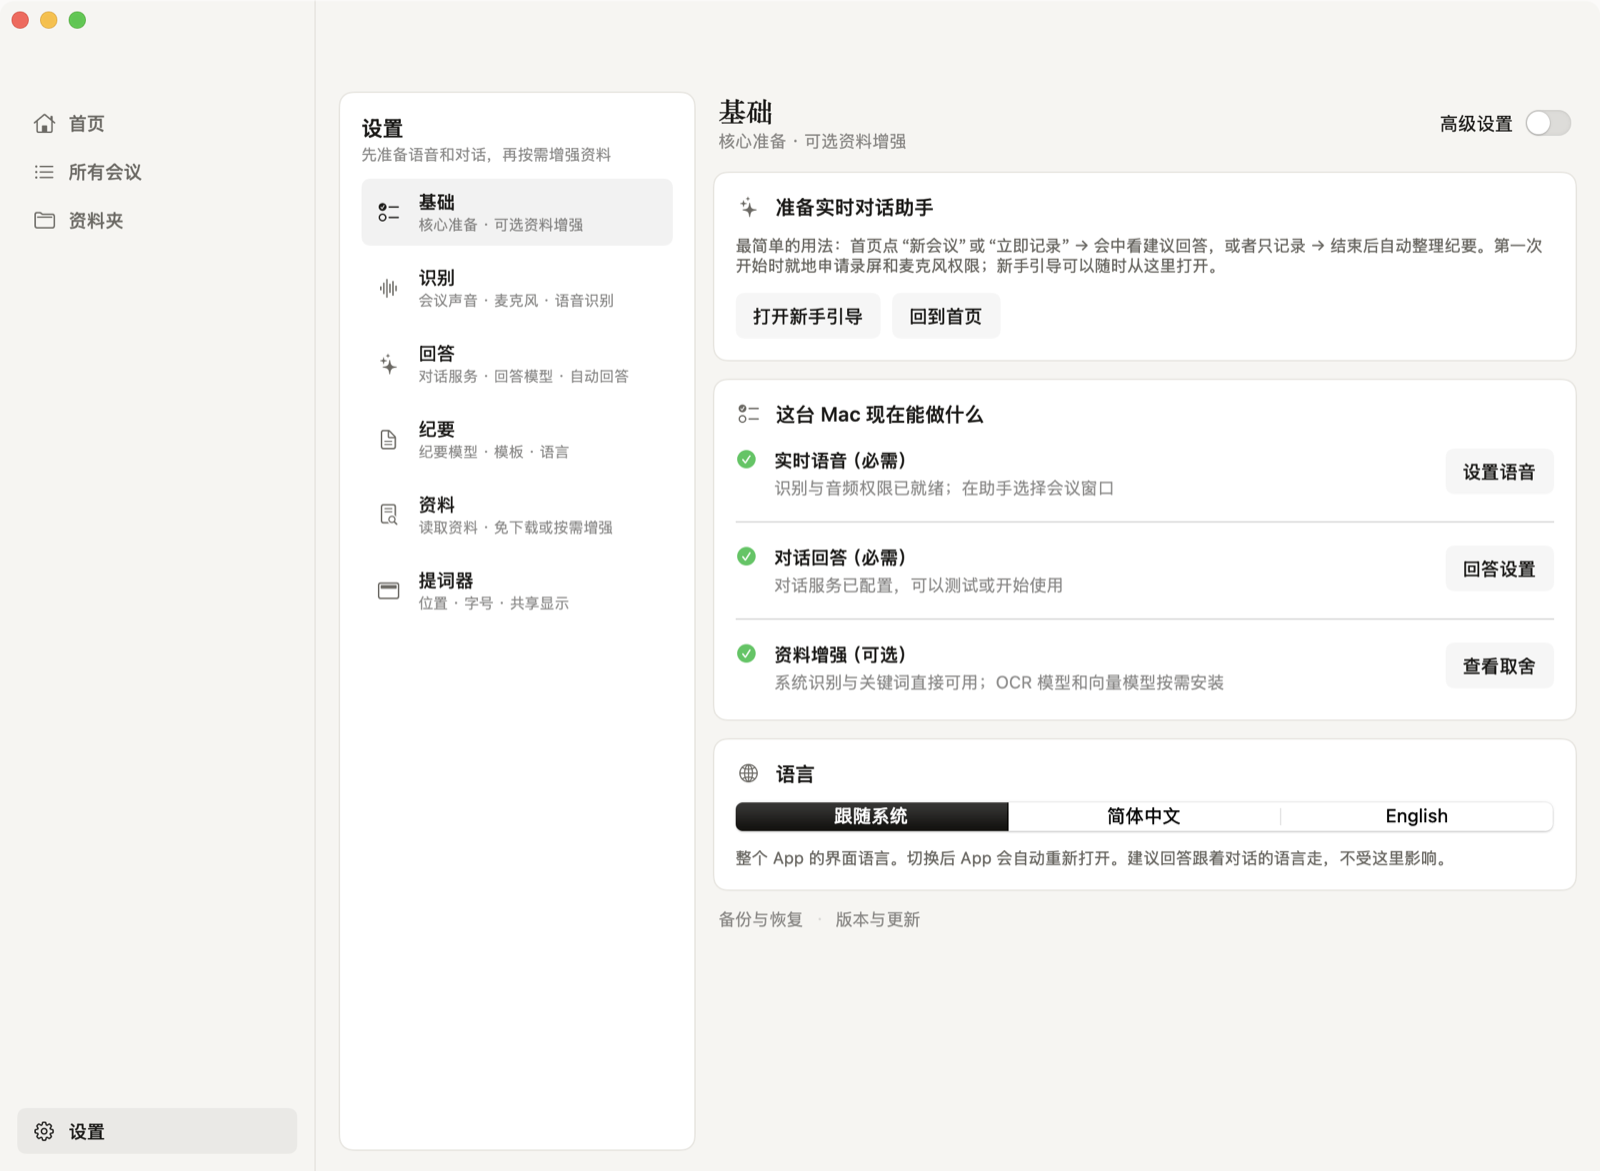 首页
所有会议
资料夹
设置
设置
先准备语音和对话，再按需增强资料
基础
核心准备 · 可选资料增强
识别
会议声音 · 麦克风 · 语音识别
回答
对话服务 · 回答模型 · 自动回答
纪要
纪要模型 · 模板 · 语言
资料
读取资料 · 免下载或按需增强
提词器
位置 · 字号 · 共享显示
基础
核心准备 · 可选资料增强
高级设置
准备实时对话助手
最简单的用法：首页点“新会议”或“立即记录” → 会中看建议回答，或者只记录 → 结束后自动整理纪要。第一次
开始时就地申请录屏和麦克风权限；新手引导可以随时从这里打开。
打开新手引导
回到首页
这台 Mac 现在能做什么
实时语音（必需）
识别与音频权限已就绪；在助手选择会议窗口
设置语音
对话回答（必需）
对话服务已配置，可以测试或开始使用
回答设置
资料增强（可选）
系统识别与关键词直接可用；OCR 模型和向量模型按需安装
查看取舍
语言
跟随系统
简体中文
English
整个 App 的界面语言。切换后 App 会自动重新打开。建议回答跟着对话的语言走，不受这里影响。
备份与恢复 · 版本与更新